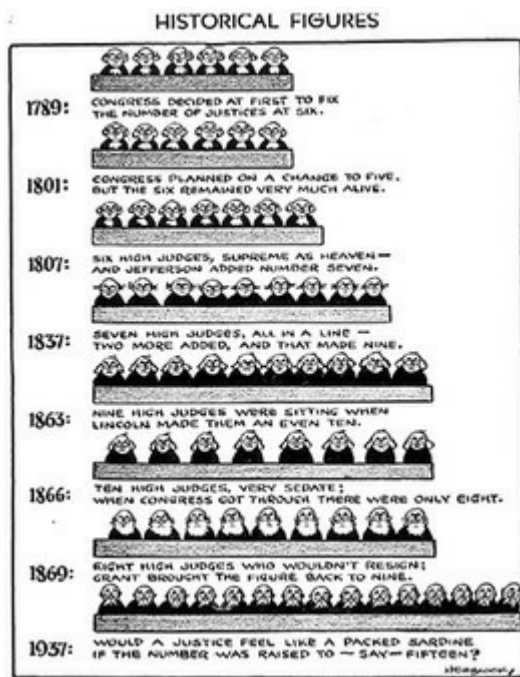 HISTORICAL FIGURES
1789: CONGRESS DECIDED AT FIRST TO FIX
THE NUMBER OF JUSTICES AT SIX.
1801: CONGRESS PLANNED ON A CHANGE TO FIVE,
BUT THE SIX REMAINED VERY MUCH ALIVE.
1807: SIX HIGH JUDGES, SUPREME AS HEAVEN—
AND JEFFERSON ADDED NUMBER SEVEN.
1837: SEVEN HIGH JUDGES, ALL IN A LINE —
TWO MORE ADDED, AND THAT MADE NINE.
1863: NINE HIGH JUDGES WERE SITTING WHEN
LINCOLN MADE THEM AN EVEN TEN.
1866: TEN HIGH JUDGES, VERY SEDATE;
WHEN CONGRESS GOT THROUGH THERE WERE ONLY EIGHT.
1869: EIGHT HIGH JUDGES WHO WOULDN'T RESIGN;
GRANT BROUGHT THE FIGURE BACK TO NINE.
1937: WOULD A JUSTICE FEEL LIKE A PACKED SARDINE
IF THE NUMBER WAS RAISED TO — SAY — FIFTEEN?
HERBLOCK